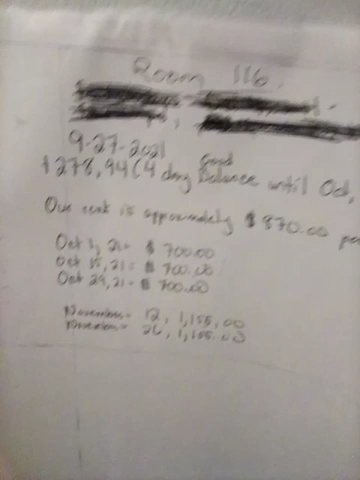 Room 116.
9-27-2021
$278,94 (4 day Good Balance until Oct,
Our rent is approximately $870.00 per
Oct 1, 21= $700.00
Oct 15, 21= $700.00
Oct 29, 21= $700.00
November= 12, 1,155,00
November= 26, 1,155.00